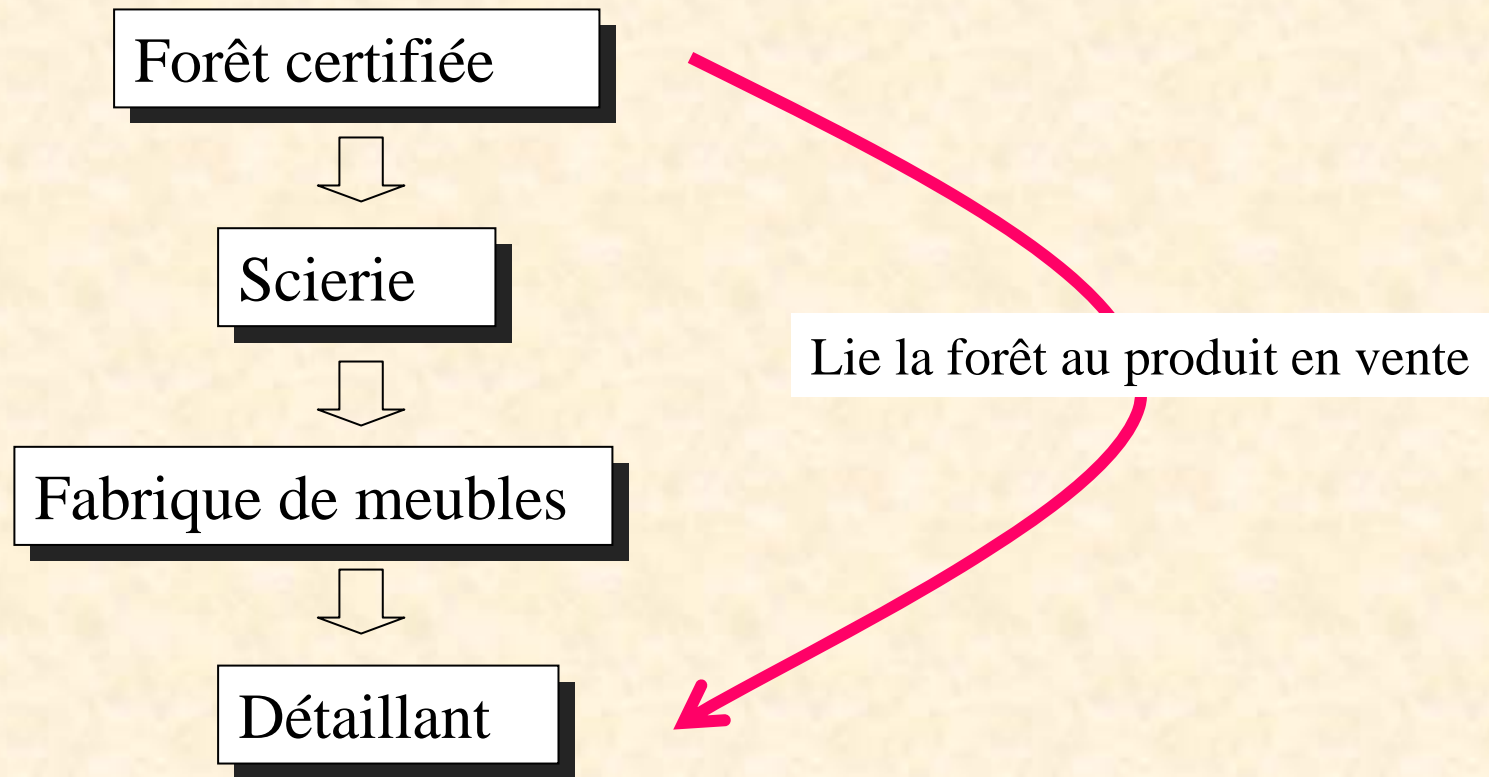 Forêt certifiée
Scierie
Lie la forêt au produit en vente
Fabrique de meubles
Détaillant